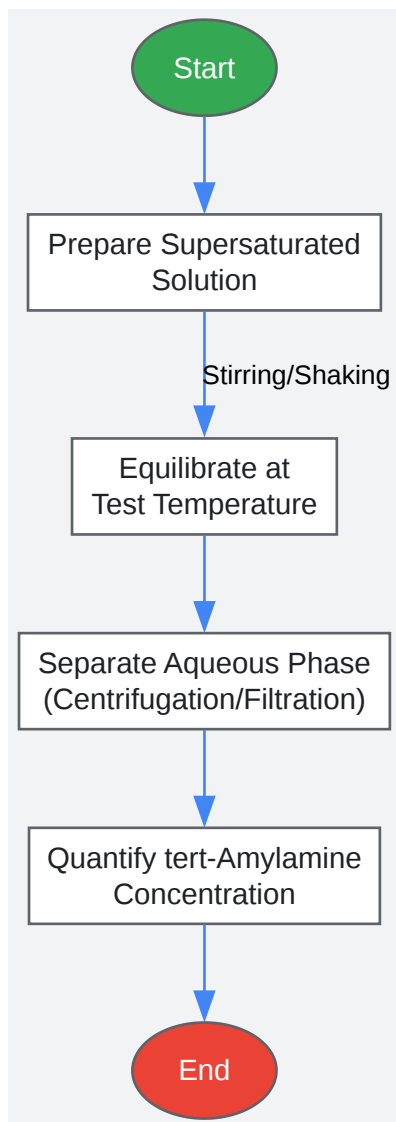 Start
Prepare Supersaturated
Solution
Stirring/Shaking
Equilibrate at
Test Temperature
Separate Aqueous Phase
(Centrifugation/Filtration)
Quantify tert-Amylamine
Concentration
End